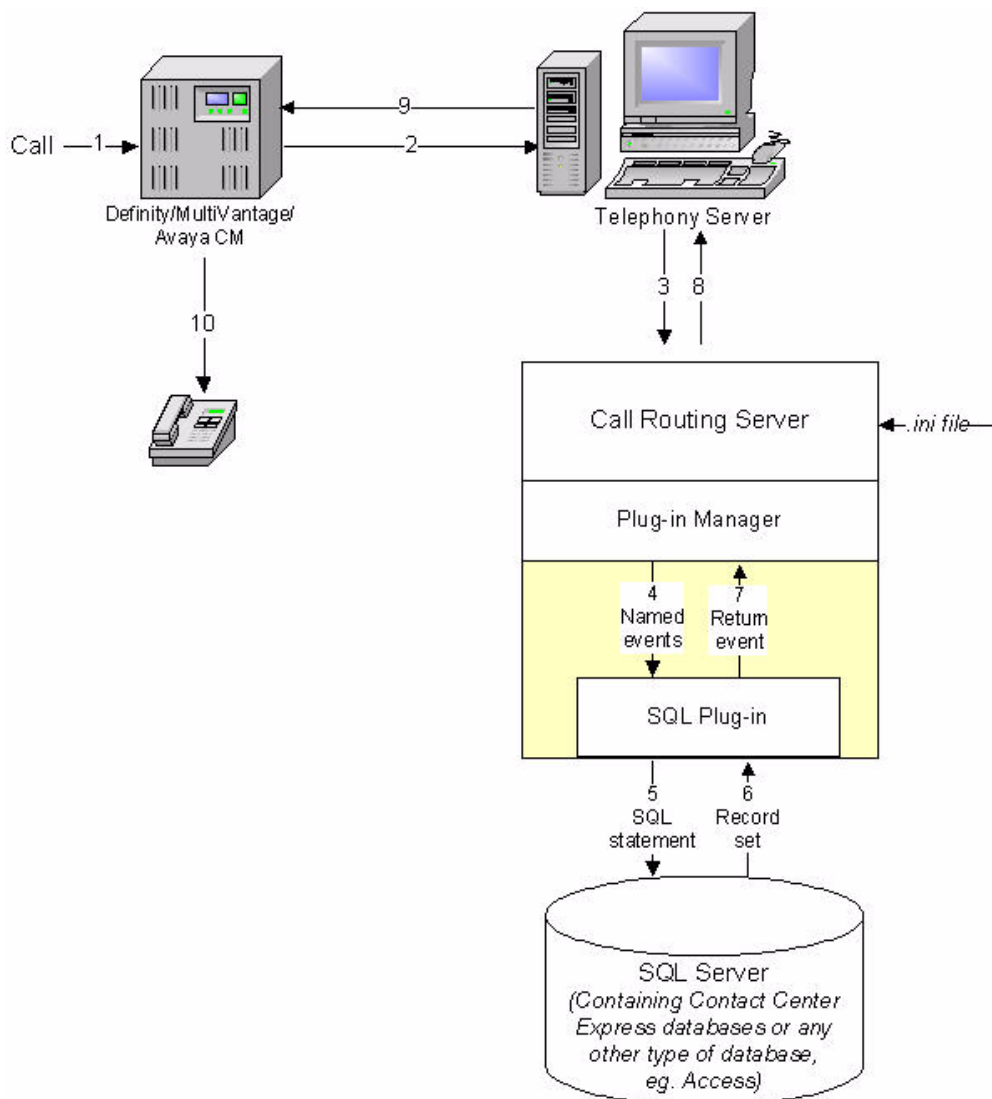 9
Call
1
2
Definity/MultiVantage/
Avaya CM
Telephony Server
3
8
10
Call Routing Server
.ini file
Plug-in Manager
4
Named
events
7
Return
event
SQL Plug-in
5
SQL
statement
6
Record
set
SQL Server
(Containing Contact Center
Express databases or any
other type of database,
eg. Access)